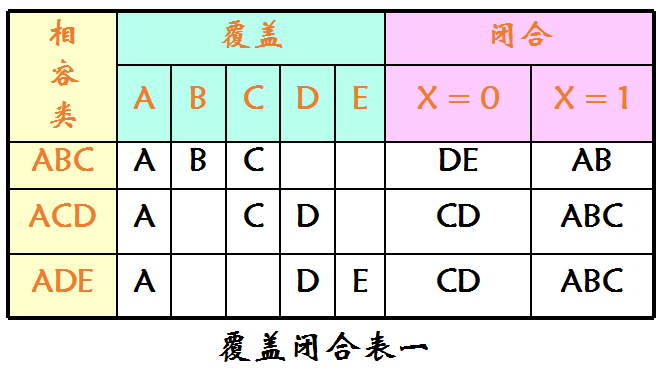 相容类 覆盖 闭合
A B C D E X = 0 X = 1
ABC A B C DE AB
ACD A C D CD ABC
ADE A D E CD ABC
覆盖闭合表一